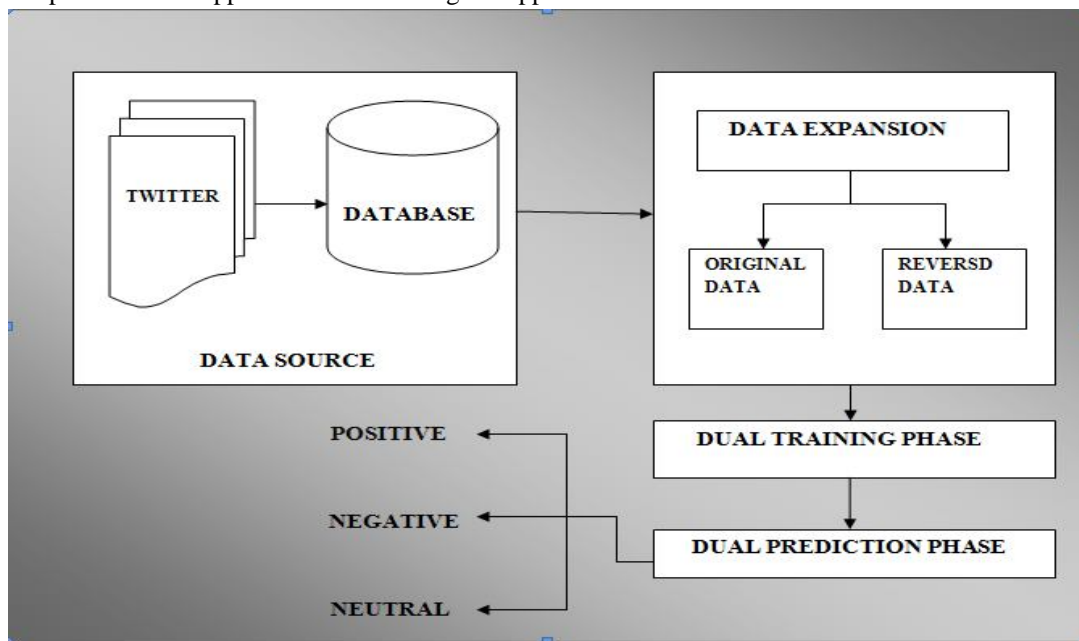 TWITTER
DATABASE
DATA SOURCE
DATA EXPANSION
ORIGINAL
DATA
REVERSD
DATA
DUAL TRAINING PHASE
DUAL PREDICTION PHASE
POSITIVE
NEGATIVE
NEUTRAL